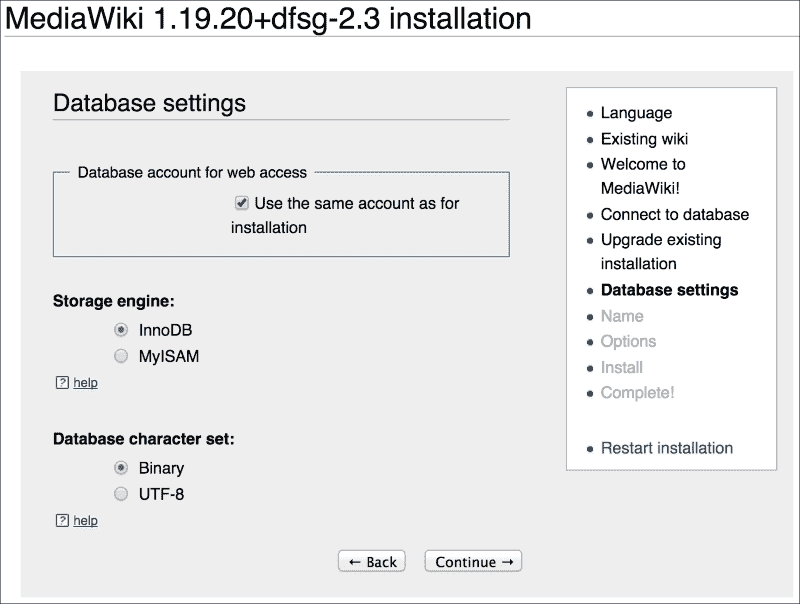 MediaWiki 1.19.20+dfsg-2.3 installation
Database settings
Database account for web access
Use the same account as for
installation
Storage engine:
InnoDB
MyISAM
? help
Database character set:
Binary
UTF-8
? help
← Back
Continue →
Language
Existing wiki
Welcome to
MediaWiki!
Connect to database
Upgrade existing
installation
Database settings
Name
Options
Install
Complete!
Restart installation